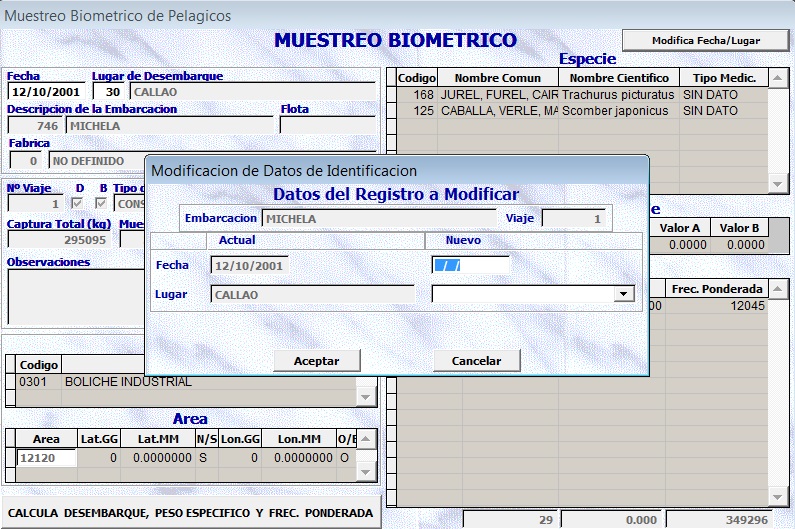 Muestreo Biometrico de Pelagicos
MUESTREO BIOMETRICO
Modifica Fecha/Lugar
Fecha Lugar de Desembarque
12/10/2001 30 CALLAO
Descripcion de la Embarcacion Flota
746 MICHELA
Fabrica
0 NO DEFINIDO
Nº Viaje D B Tipo
1 CONS
Captura Total (kg)
295095
Observaciones
Especie
Codigo Nombre Comun Nombre Cientifico Tipo Medic.
168 JUREL, FUREL, CAIR Trachurus picturatus SIN DATO
125 CABALLA, VERLE, MA Scomber japonicus SIN DATO
Valor A Valor B
0.0000 0.0000
Frec. Ponderada
12045
Modificacion de Datos de Identificacion
Datos del Registro a Modificar
Embarcacion MICHELA Viaje 1
Actual Nuevo
Fecha 12/10/2001 _/_/
Lugar CALLAO
Aceptar Cancelar
Codigo
0301 BOLICHE INDUSTRIAL
Area
Area Lat.GG Lat.MM N/S Lon.GG Lon.MM O/E
12120 0 0.0000000 S 0 0.0000000 O
CALCULA DESEMBARQUE, PESO ESPECIFICO Y FREC. PONDERADA
29 0.000 349296